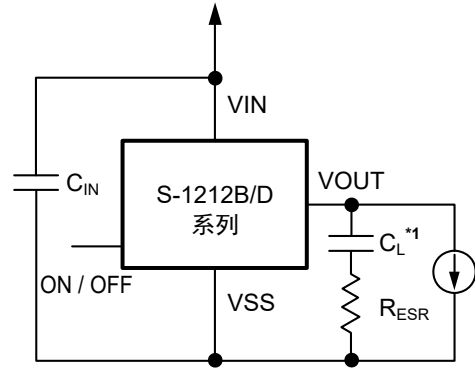 VIN
C_IN
S-1212B/D
系列
VOUT
C_L*1
ON / OFF
VSS
R_ESR